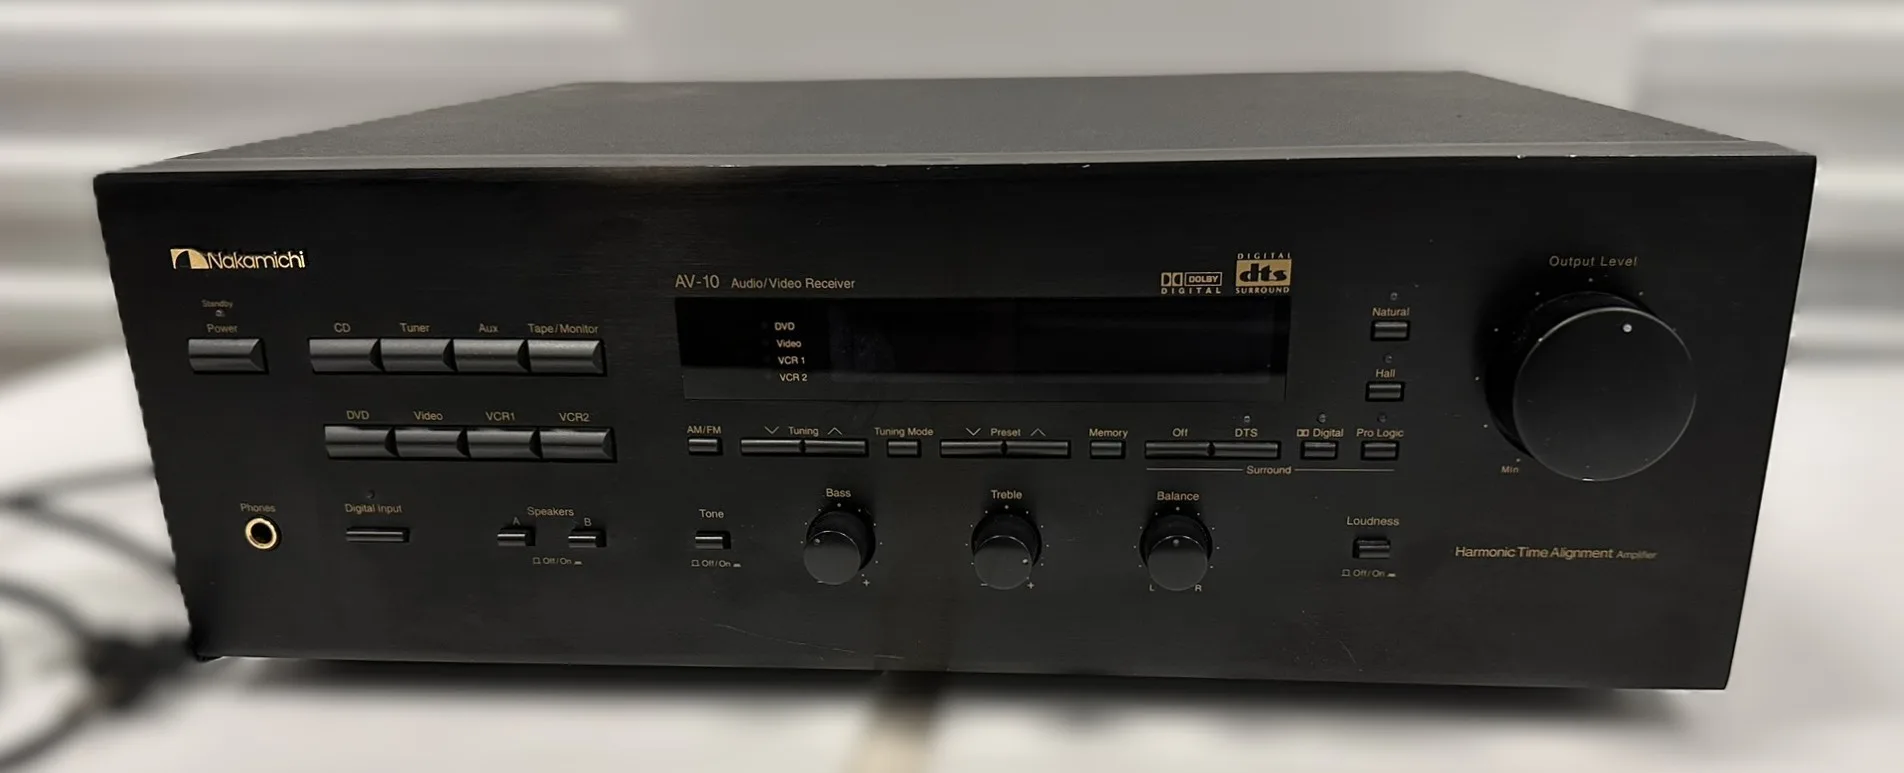 Nakamichi
Standby
Power
CD Tuner Aux Tape/Monitor
DVD Video VCR1 VCR2
Phones
Digital Input
Speakers
A B
Off/On
AV-10 Audio/Video Receiver
DOLBY
DIGITAL
DIGITAL
dts
SURROUND
DVD
Video
VCR 1
VCR 2
AM/FM Tuning Tuning Mode Preset Memory Off DTS Digital Pro Logic
Surround
Natural
Hall
Tone
Off/On
Bass
- +
Treble
- +
Balance
L R
Loudness
Off/On
Output Level
Min
Harmonic Time Alignment Amplifier